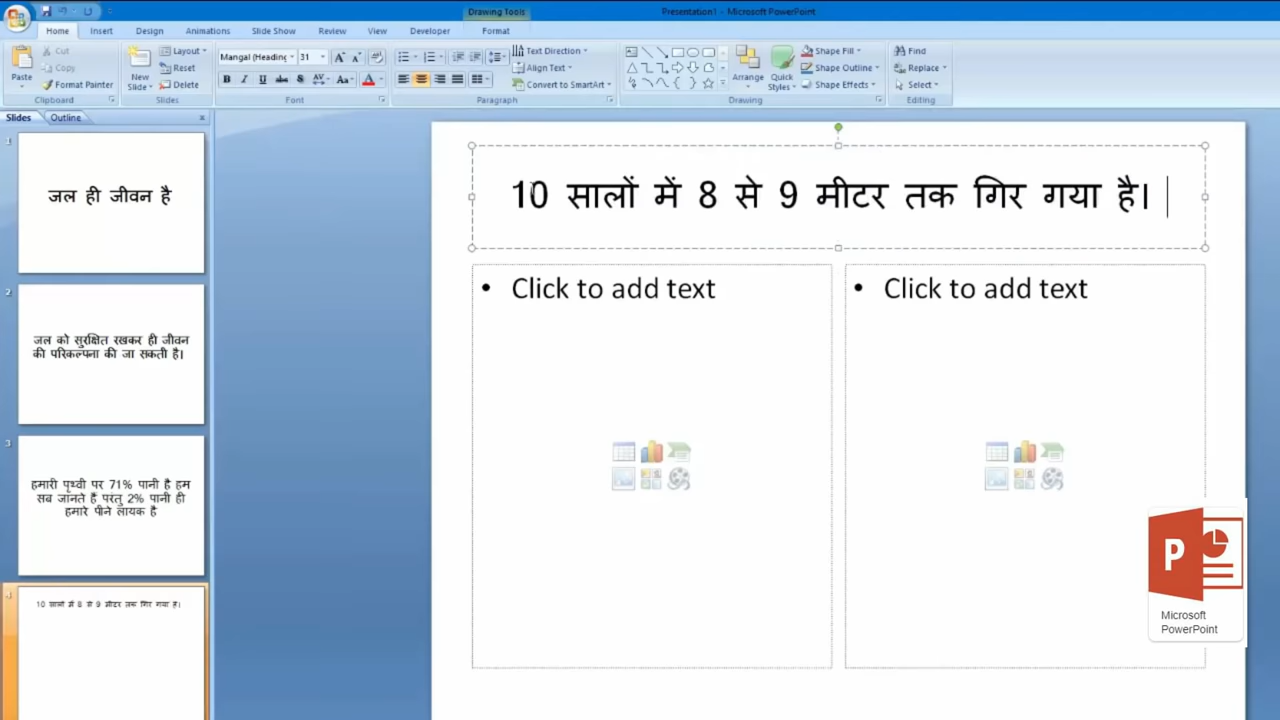 Drawing Tools
Presentation1 - Microsoft PowerPoint
Home Insert Design Animations Slide Show Review View Developer Format
Paste
Cut
Copy
Format Painter
Clipboard
New Slide
Layout
Reset
Delete
Slides
Mangal (Heading 31
B I U abc S AV Aa A
Font
Text Direction
Align Text
Convert to SmartArt
Paragraph
Arrange
Quick Styles
Shape Fill
Shape Outline
Shape Effects
Drawing
Find
Replace
Select
Editing
Slides Outline
1
जल ही जीवन है
2
जल को सुरक्षित रखकर ही जीवन
की परिकल्पना की जा सकती है।
3
हमारी पृथ्वी पर 71% पानी है हम
सब जानते हैं परंतु 2% पानी ही
हमारे पीने लायक है
4
10 सालों में 8 से 9 मीटर तक गिर गया है।
10 सालों में 8 से 9 मीटर तक गिर गया है।
• Click to add text
• Click to add text
P
Microsoft
PowerPoint